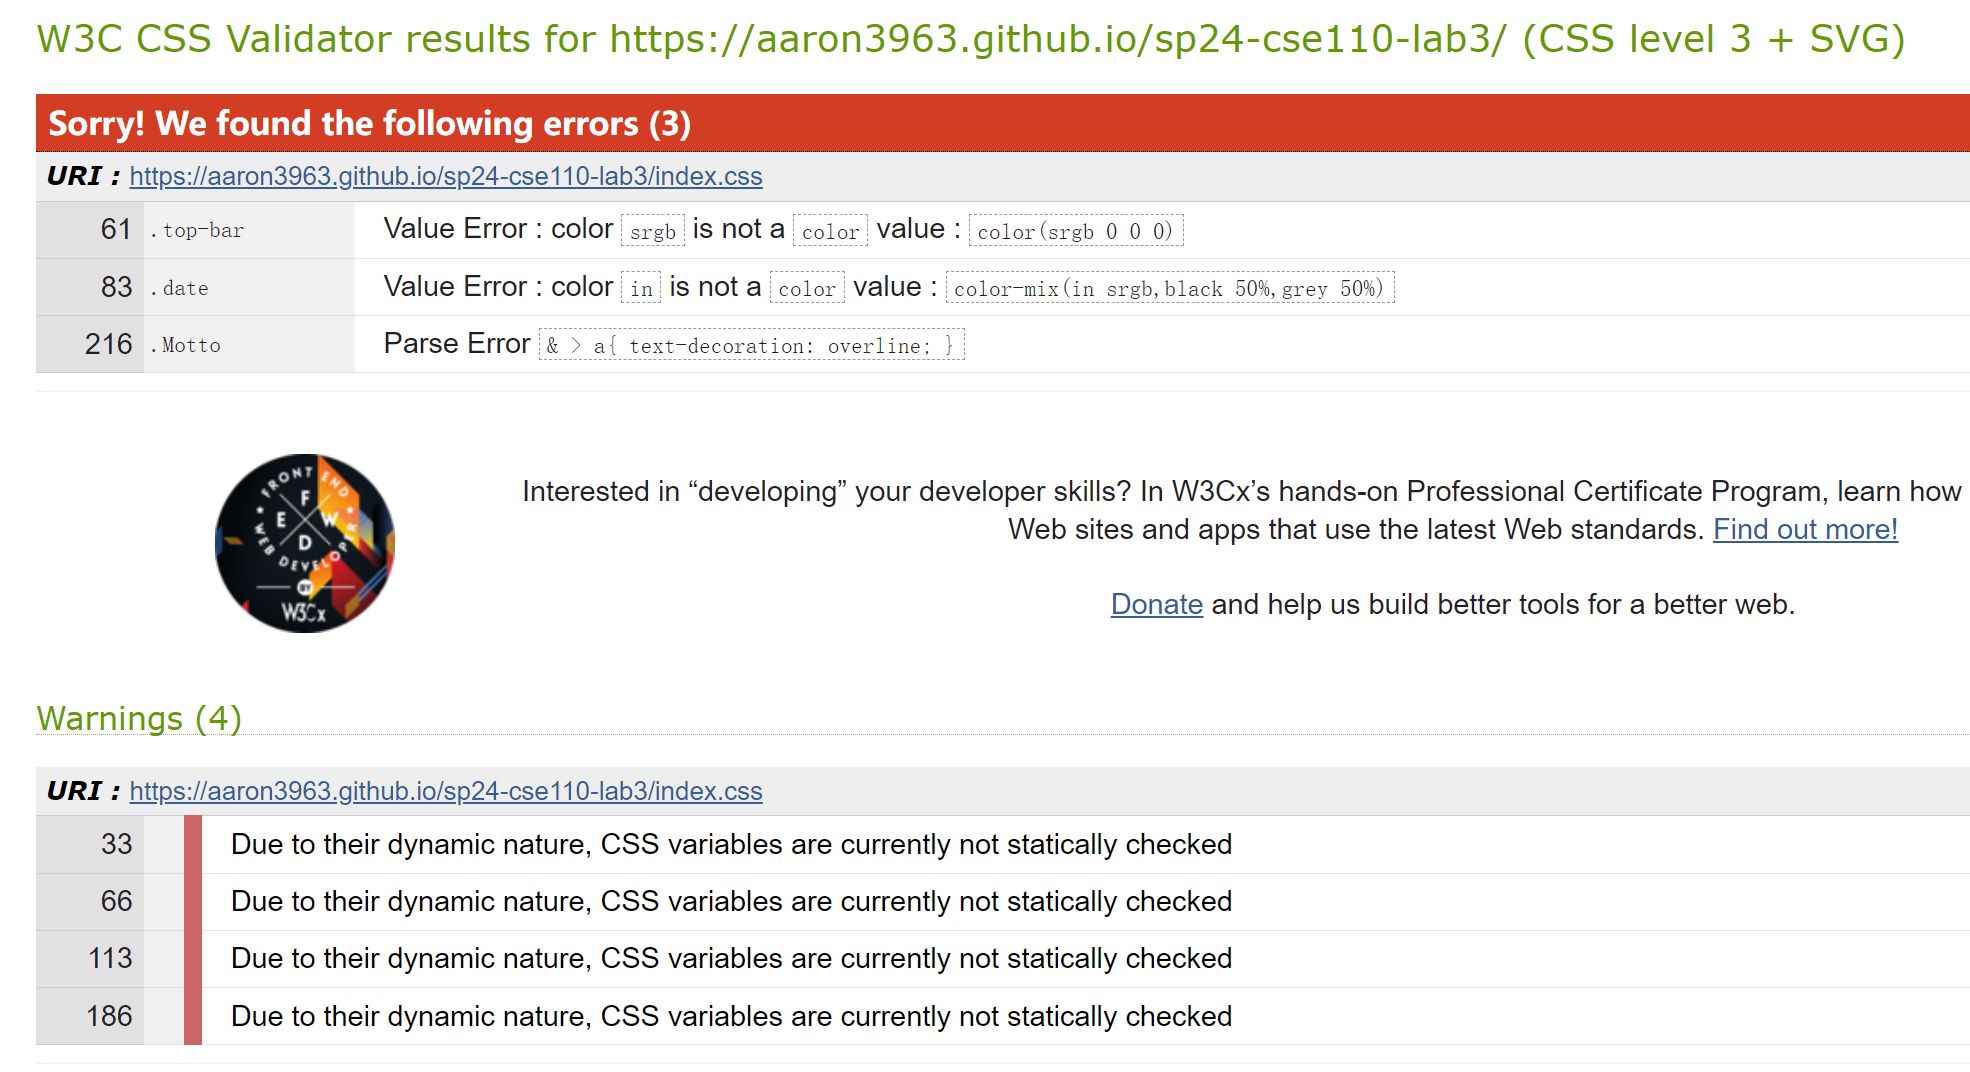 W3C CSS Validator results for https://aaron3963.github.io/sp24-cse110-lab3/ (CSS level 3 + SVG)
Sorry! We found the following errors (3)
URI : https://aaron3963.github.io/sp24-cse110-lab3/index.css
61 .top-bar Value Error : color srgb is not a color value : color(srgb 0 0 0)
83 .date Value Error : color in is not a color value : color-mix(in srgb,black 50%,grey 50%)
216 .Motto Parse Error & > a{ text-decoration: overline; }
FRONT END
F
E W
D
WEB DEVELOPER
BY
W3Cx
Interested in “developing” your developer skills? In W3Cx’s hands-on Professional Certificate Program, learn how
Web sites and apps that use the latest Web standards. Find out more!
Donate and help us build better tools for a better web.
Warnings (4)
URI : https://aaron3963.github.io/sp24-cse110-lab3/index.css
33 Due to their dynamic nature, CSS variables are currently not statically checked
66 Due to their dynamic nature, CSS variables are currently not statically checked
113 Due to their dynamic nature, CSS variables are currently not statically checked
186 Due to their dynamic nature, CSS variables are currently not statically checked